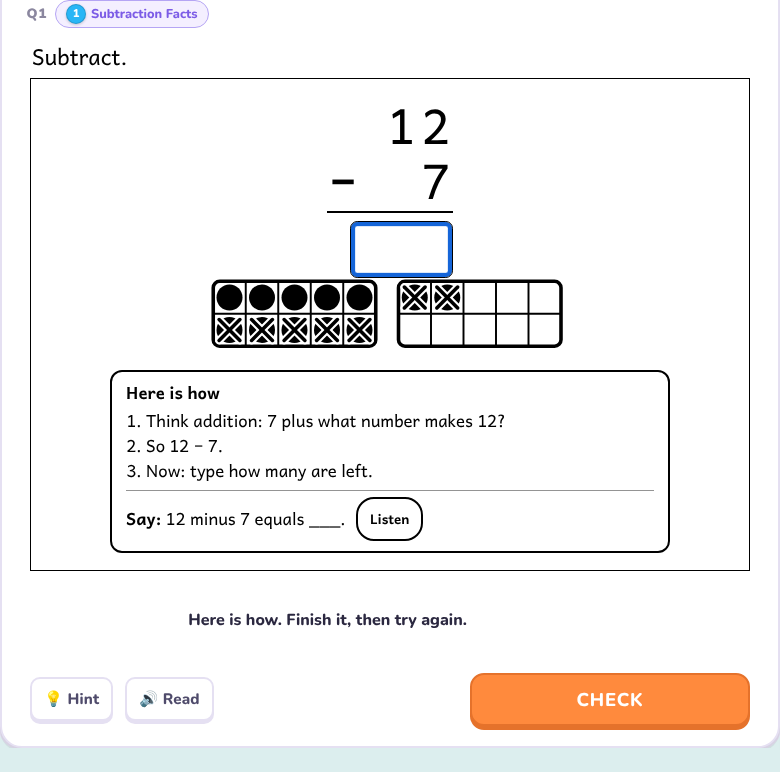 Q1 1 Subtraction Facts
Subtract.
12
− 7
Here is how
1. Think addition: 7 plus what number makes 12?
2. So 12 − 7.
3. Now: type how many are left.
Say: 12 minus 7 equals ___. Listen
Here is how. Finish it, then try again.
💡 Hint 🔊 Read CHECK